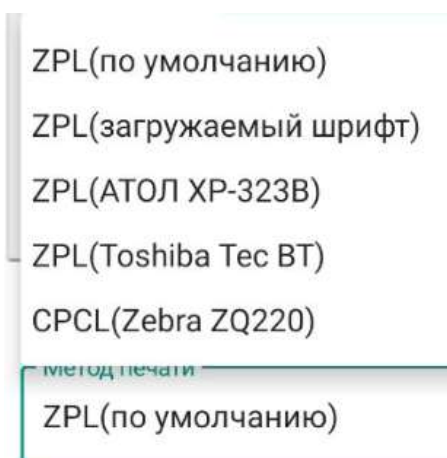 ZPL(по умолчанию)
ZPL(загружаемый шрифт)
ZPL(АТОЛ XP-323B)
ZPL(Toshiba Tec BT)
CPCL(Zebra ZQ220)
Метод печати
ZPL(по умолчанию)